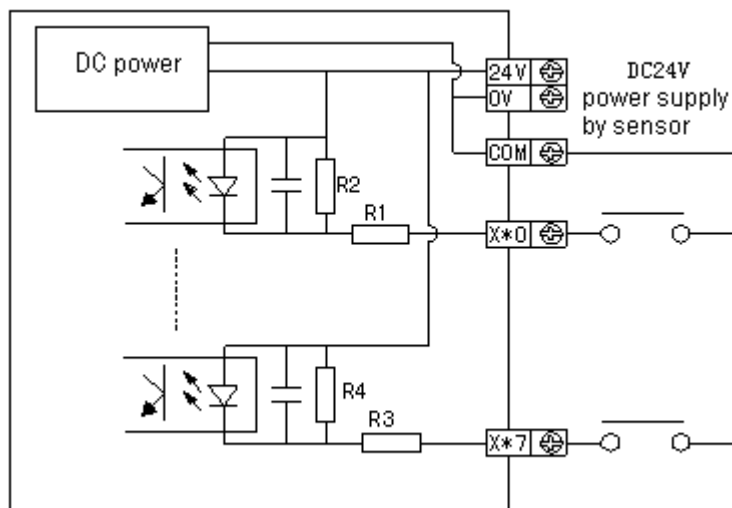 DC power
24V
0V
COM
DC24V
power supply
by sensor
R2
R1
X*0
R4
R3
X*7